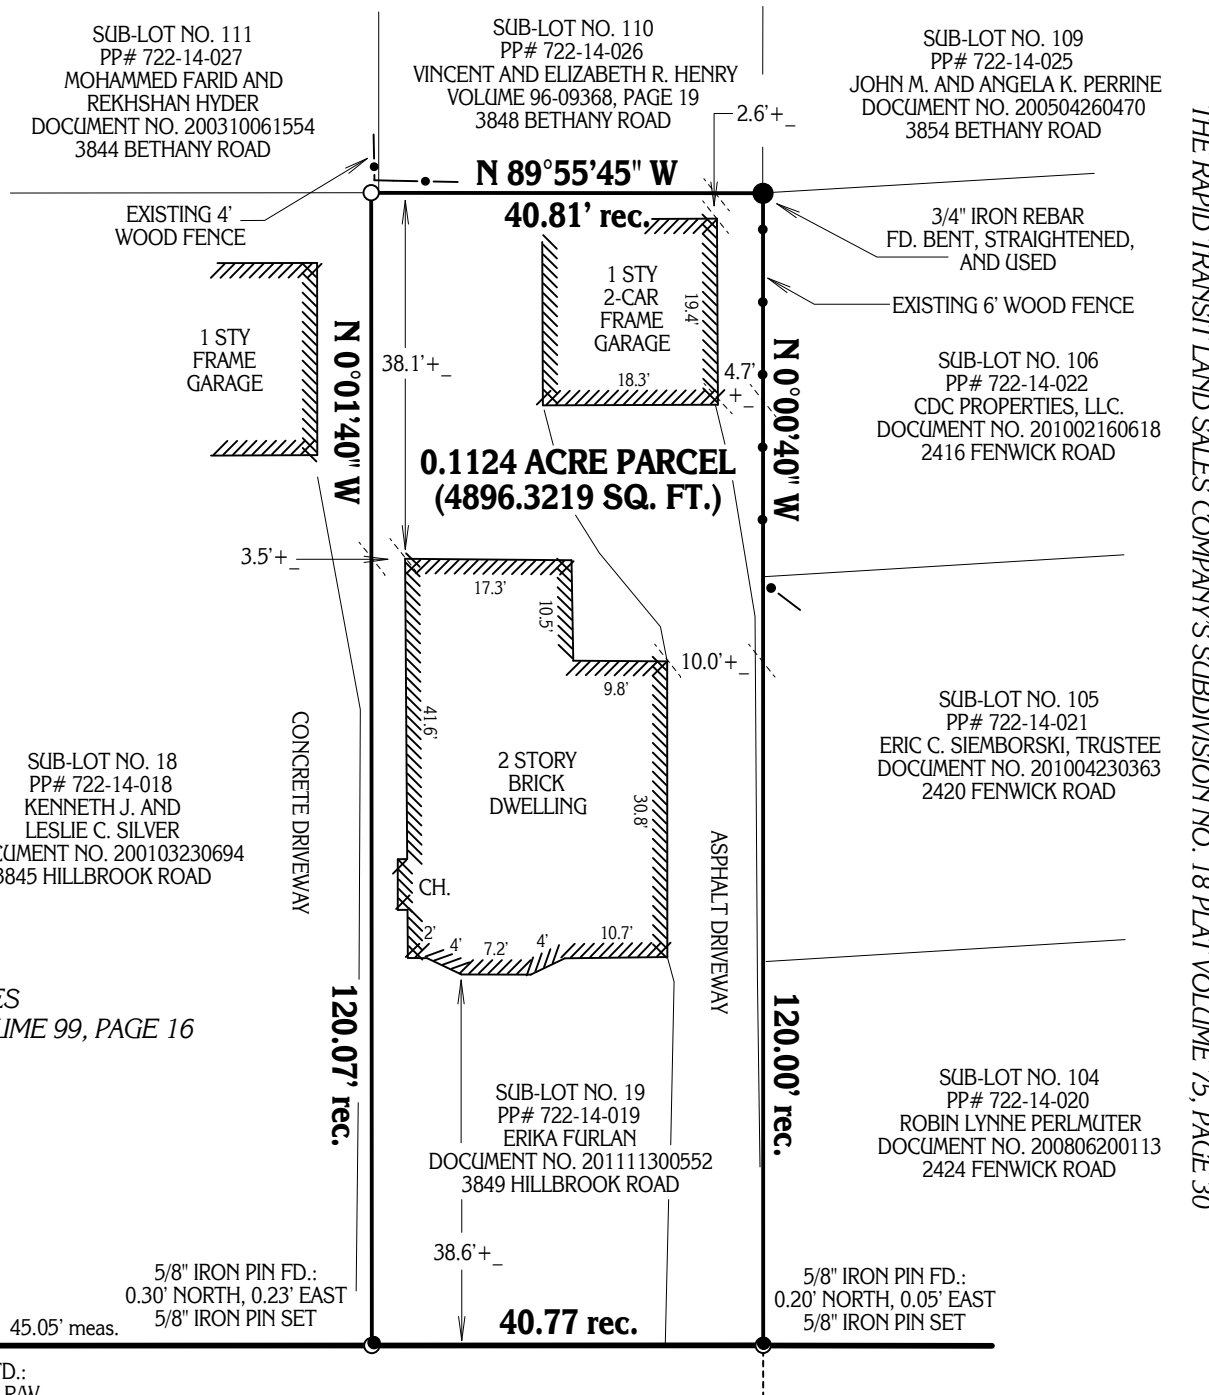 SUB-LOT NO. 111
PP# 722-14-027
MOHAMMED FARID AND
REKHSHAN HYDER
DOCUMENT NO. 200310061554
3844 BETHANY ROAD
SUB-LOT NO. 110
PP# 722-14-026
VINCENT AND ELIZABETH R. HENRY
VOLUME 96-09368, PAGE 19
3848 BETHANY ROAD
SUB-LOT NO. 109
PP# 722-14-025
JOHN M. AND ANGELA K. PERRINE
DOCUMENT NO. 200504260470
3854 BETHANY ROAD
2.6'+_
N 89°55'45" W
40.81' rec.
EXISTING 4'
WOOD FENCE
3/4" IRON REBAR
FD. BENT, STRAIGHTENED,
AND USED
EXISTING 6' WOOD FENCE
1 STY
2-CAR
FRAME
GARAGE
19.4'
18.3'
4.7'
+_
1 STY
FRAME
GARAGE
N 0°01'40" W
38.1'+_
N 0°00'40" W
SUB-LOT NO. 106
PP# 722-14-022
CDC PROPERTIES, LLC.
DOCUMENT NO. 201002160618
2416 FENWICK ROAD
0.1124 ACRE PARCEL
(4896.3219 SQ. FT.)
3.5'+_
17.3'
10.5'
9.8'
10.0'+_
41.6'
30.8'
2 STORY
BRICK
DWELLING
CH.
2'
4'
7.2'
4'
10.7'
CONCRETE DRIVEWAY
ASPHALT DRIVEWAY
SUB-LOT NO. 105
PP# 722-14-021
ERIC C. SIEMBORSKI, TRUSTEE
DOCUMENT NO. 201004230363
2420 FENWICK ROAD
SUB-LOT NO. 18
PP# 722-14-018
KENNETH J. AND
LESLIE C. SILVER
CUMENT NO. 200103230694
3845 HILLBROOK ROAD
ES
UME 99, PAGE 16
120.07' rec.
120.00' rec.
SUB-LOT NO. 19
PP# 722-14-019
ERIKA FURLAN
DOCUMENT NO. 201111300552
3849 HILLBROOK ROAD
SUB-LOT NO. 104
PP# 722-14-020
ROBIN LYNNE PERLMUTER
DOCUMENT NO. 200806200113
2424 FENWICK ROAD
38.6'+_
5/8" IRON PIN FD.:
0.30' NORTH, 0.23' EAST
5/8" IRON PIN SET
5/8" IRON PIN FD.:
0.20' NORTH, 0.05' EAST
5/8" IRON PIN SET
45.05' meas.
40.77 rec.
FD.:
R/W
THE RAPID TRANSIT LAND SALES COMPANY'S SUBDIVISION NO. 18 PLAT VOLUME 75, PAGE 30